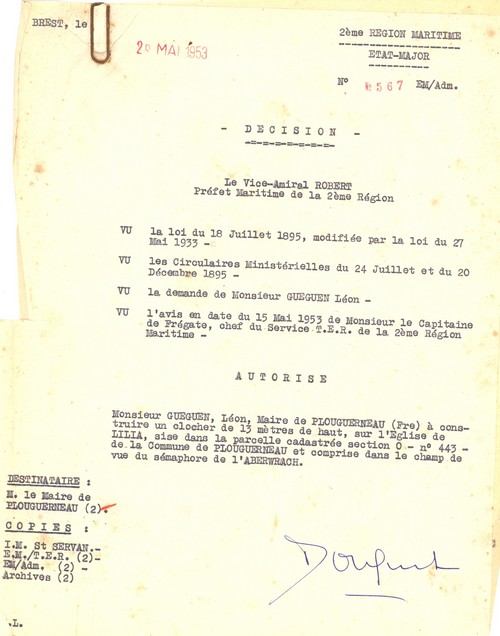 BREST, le
20 MAI 1953
2ème REGION MARITIME
ETAT-MAJOR
N° № 567 EM/Adm.
- D E C I S I O N -
Le Vice-Amiral ROBERT
Préfet Maritime de la 2ème Région
VU la loi du 18 Juillet 1895, modifiée par la loi du 27
Mai 1933 -
VU les Circulaires Ministérielles du 24 Juillet et du 20
Décembre 1895 -
VU la demande de Monsieur GUEGUEN Léon -
VU l'avis en date du 15 Mai 1953 de Monsieur le Capitaine
de Frégate, chef du Service T.E.R. de la 2ème Région
Maritime -
A U T O R I S E
Monsieur GUEGUEN, Léon, Maire de PLOUGUERNEAU (Fre) à cons-
truire un clocher de 13 mètres de haut, sur l'Eglise de
LILIA, sise dans la parcelle cadastrée section O - n° 443 -
de la Commune de PLOUGUERNEAU et comprise dans le champ de
vue du sémaphore de l'ABERWRACH.
DESTINATAIRE :
M. le Maire de
PLOUGUERNEAU (2).
C O P I E S :
I.M. St SERVAN.-
E.M./T.E.R. (2)-
EM/Adm. (2) -
Archives (2)
.L.